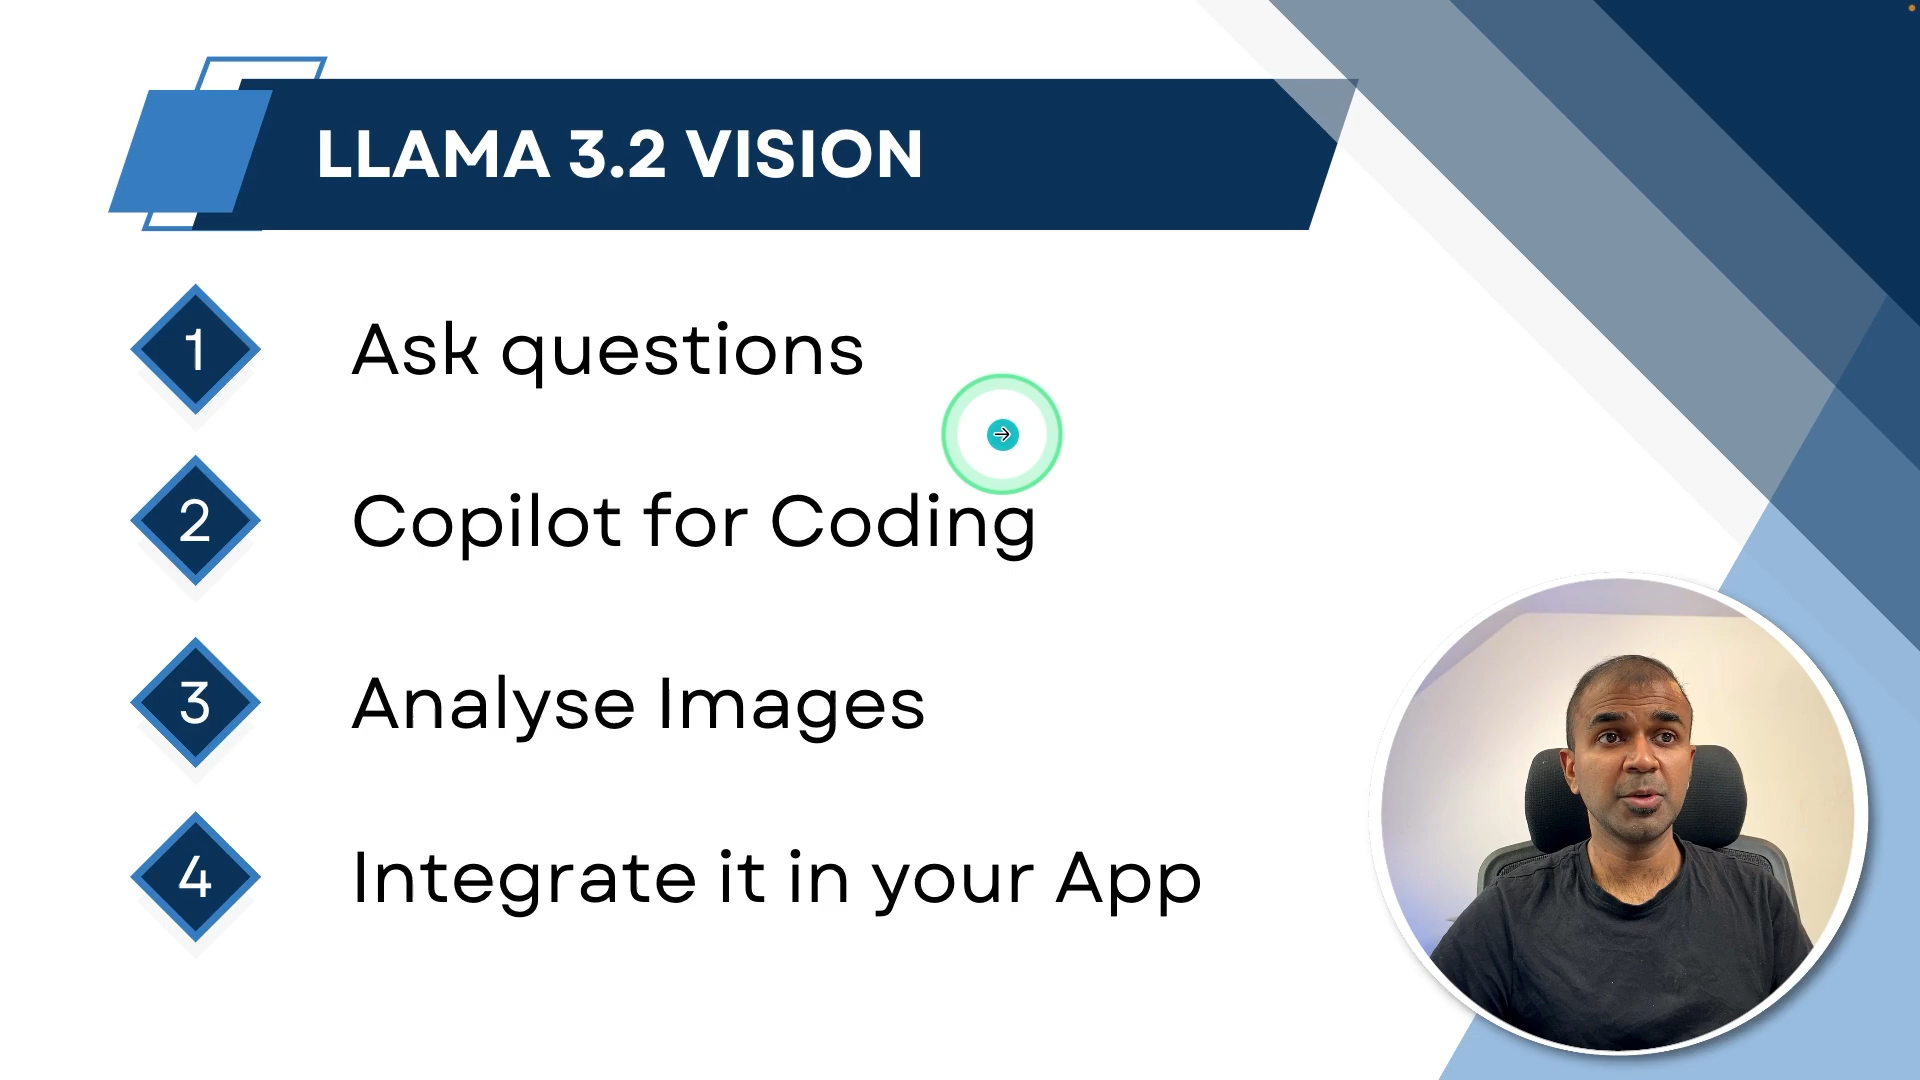 LLAMA 3.2 VISION
1 Ask questions
2 Copilot for Coding
3 Analyse Images
4 Integrate it in your App